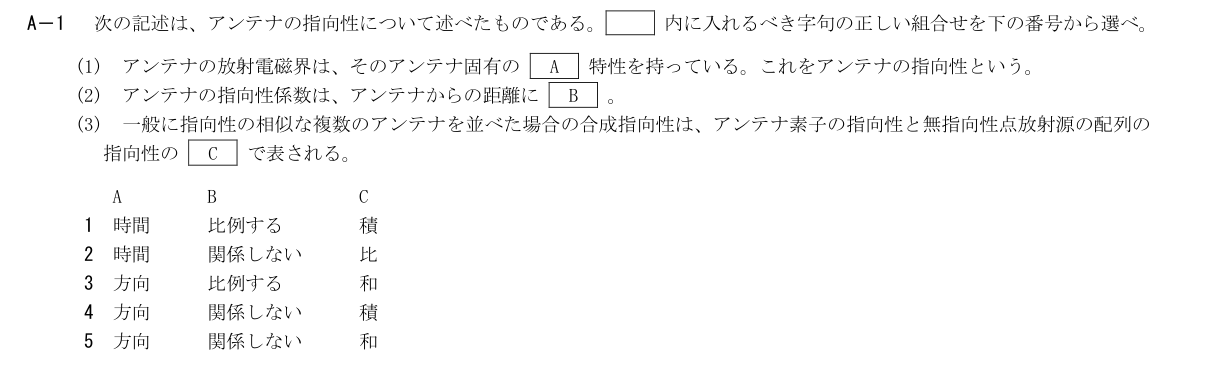 A－1 次の記述は、アンテナの指向性について述べたものである。 内に入れるべき字句の正しい組合せを下の番号から選べ。
(1) アンテナの放射電磁界は、そのアンテナ固有の A 特性を持っている。これをアンテナの指向性という。
(2) アンテナの指向性係数は、アンテナからの距離に B 。
(3) 一般に指向性の相似な複数のアンテナを並べた場合の合成指向性は、アンテナ素子の指向性と無指向性点放射源の配列の
指向性の C で表される。
A B C
1 時間 比例する 積
2 時間 関係しない 比
3 方向 比例する 和
4 方向 関係しない 積
5 方向 関係しない 和